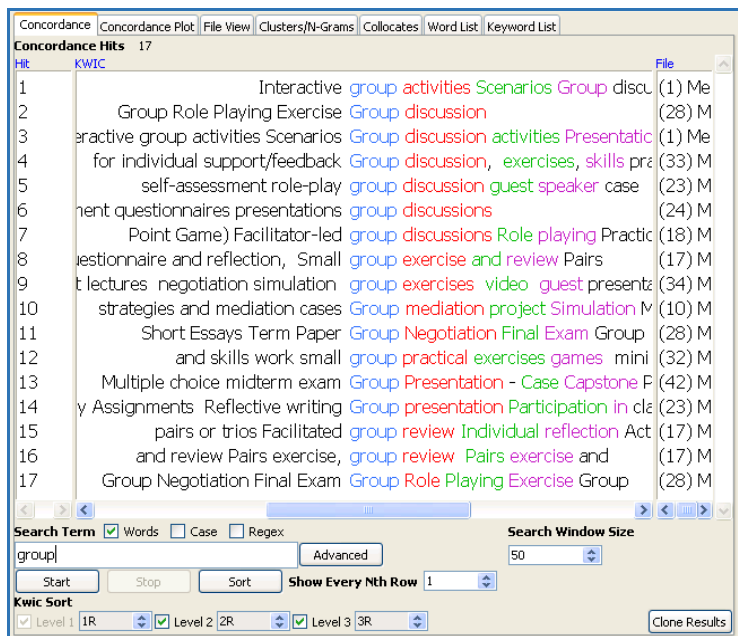 Concordance Concordance Plot File View Clusters/N-Grams Collocates Word List Keyword List
Concordance Hits 17
Hit KWIC File
1 Interactive group activities Scenarios Group discu (1) Me
2 Group Role Playing Exercise Group discussion (28) M
3 eractive group activities Scenarios Group discussion activities Presentatic (1) Me
4 for individual support/feedback Group discussion, exercises, skills pra (33) M
5 self-assessment role-play group discussion guest speaker case (23) M
6 nent questionnaires presentations group discussions (24) M
7 Point Game) Facilitator-led group discussions Role playing Practic (18) M
8 uestionnaire and reflection, Small group exercise and review Pairs (17) M
9 t lectures negotiation simulation group exercises video guest presenta (34) M
10 strategies and mediation cases Group mediation project Simulation M (10) M
11 Short Essays Term Paper Group Negotiation Final Exam Group (28) M
12 and skills work small group practical exercises games mini (32) M
13 Multiple choice midterm exam Group Presentation - Case Capstone P (42) M
14 y Assignments Reflective writing Group presentation Participation in cla (23) M
15 pairs or trios Facilitated group review Individual reflection Act (17) M
16 and review Pairs exercise, group review Pairs exercise and (17) M
17 Group Negotiation Final Exam Group Role Playing Exercise Group (28) M
Search Term Words Case Regex Search Window Size
group Advanced 50
Start Stop Sort Show Every Nth Row 1
Kwic Sort
Level 1 1R Level 2 2R Level 3 3R Clone Results